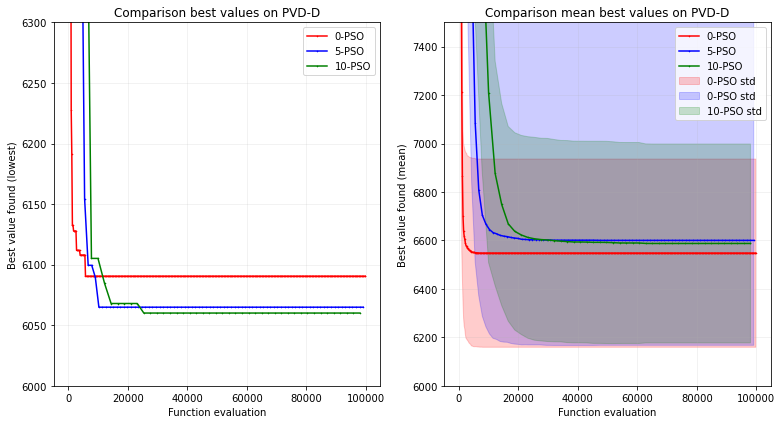 Comparison best values on PVD-D
Best value found (lowest)
6300
6250
6200
6150
6100
6050
6000
0-PSO
5-PSO
10-PSO
0
20000
40000
60000
80000
100000
Function evaluation
Comparison mean best values on PVD-D
Best value found (mean)
7400
7200
7000
6800
6600
6400
6200
6000
0-PSO
5-PSO
10-PSO
0-PSO std
0-PSO std
10-PSO std
0
20000
40000
60000
80000
100000
Function evaluation